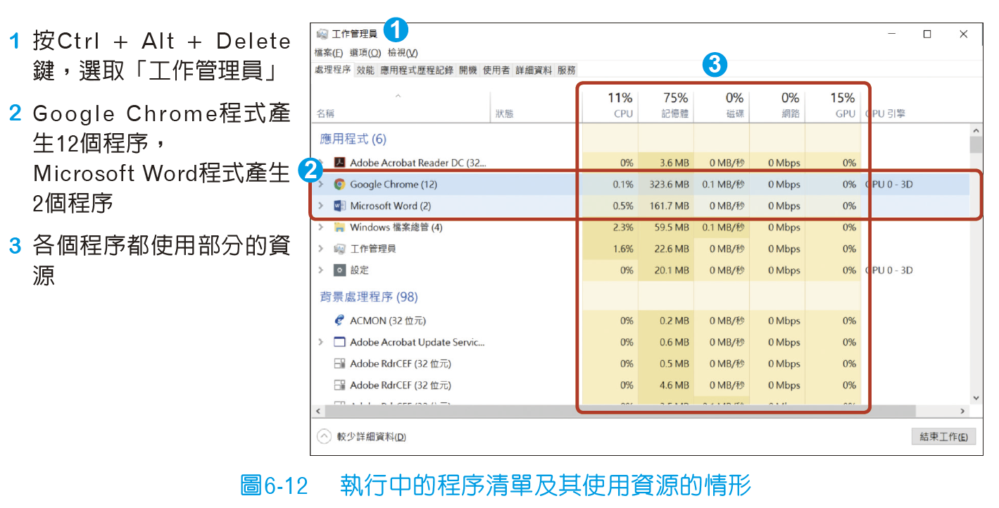 1 按Ctrl + Alt + Delete
鍵，選取「工作管理員」
2 Google Chrome程式產
生12個程序，
Microsoft Word程式產生
2個程序
3 各個程序都使用部分的資
源
工作管理員 1
檔案(F) 選項(O) 檢視(V)
處理程序 效能 應用程式歷程記錄 開機 使用者 詳細資料 服務
3
11% 75% 0% 0% 15%
名稱 狀態 CPU 記憶體 磁碟 網路 GPU GPU 引擎
應用程式 (6)
Adobe Acrobat Reader DC (32... 0% 3.6 MB 0 MB/秒 0 Mbps 0%
2
Google Chrome (12) 0.1% 323.6 MB 0.1 MB/秒 0 Mbps 0% GPU 0 - 3D
Microsoft Word (2) 0.5% 161.7 MB 0 MB/秒 0 Mbps 0%
Windows 檔案總管 (4) 2.3% 59.5 MB 0.1 MB/秒 0 Mbps 0%
工作管理員 1.6% 22.6 MB 0 MB/秒 0 Mbps 0%
設定 0% 20.1 MB 0 MB/秒 0 Mbps 0% GPU 0 - 3D
背景處理程序 (98)
ACMON (32 位元) 0% 0.2 MB 0 MB/秒 0 Mbps 0%
Adobe Acrobat Update Servic... 0% 0.6 MB 0 MB/秒 0 Mbps 0%
Adobe RdrCEF (32 位元) 0% 0.5 MB 0 MB/秒 0 Mbps 0%
Adobe RdrCEF (32 位元) 0% 4.6 MB 0 MB/秒 0 Mbps 0%
較少詳細資料(D) 結束工作(E)
圖6-12 執行中的程序清單及其使用資源的情形